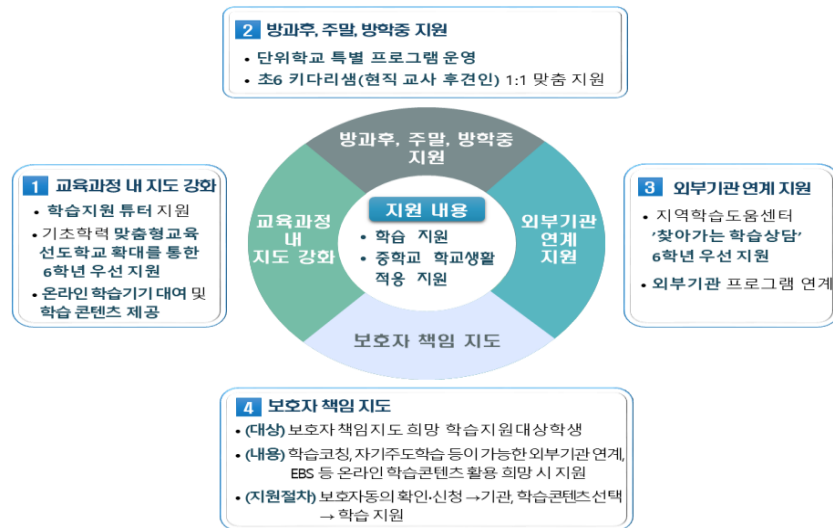 2 방과후, 주말, 방학중 지원
• 단위학교 특별 프로그램 운영
• 초6 키다리샘(현직 교사 후견인) 1:1 맞춤 지원
방과후, 주말, 방학중
지원
1 교육과정 내 지도 강화
• 학습지원 튜터 지원
• 기초학력 맞춤형교육
선도학교 확대를 통한
6학년 우선 지원
• 온라인 학습기기 대여 및
학습 콘텐츠 제공
교육과정
내
지도 강화
지원 내용
• 학습 지원
• 중학교 학교생활
적응 지원
외부기관
연계
지원
3 외부기관 연계 지원
• 지역학습도움센터
'찾아가는 학습상담'
6학년 우선 지원
• 외부기관 프로그램 연계
보호자 책임 지도
4 보호자 책임 지도
• (대상) 보호자 책임지도 희망 학습지원대상학생
• (내용) 학습코칭, 자기주도학습 등이 가능한 외부기관 연계,
EBS 등 온라인 학습콘텐츠 활용 희망 시 지원
• (지원절차) 보호자동의 확인·신청 → 기관, 학습콘텐츠 선택
→ 학습 지원